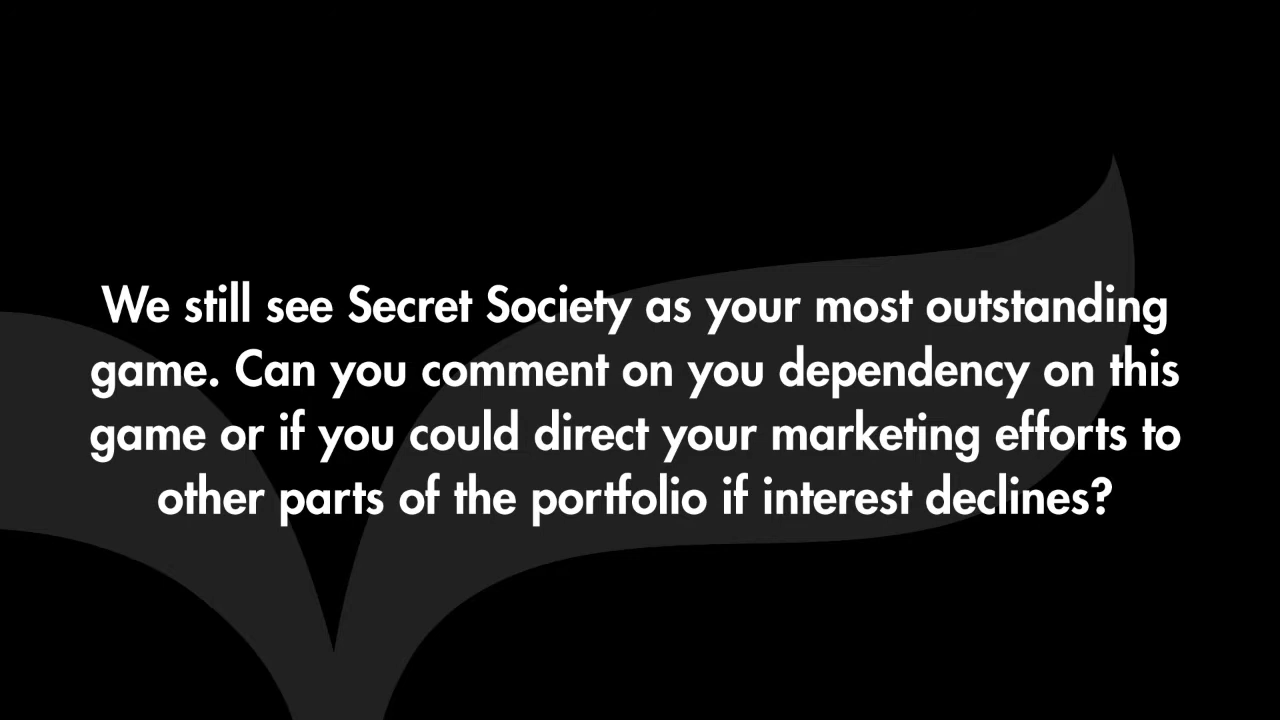 We still see Secret Society as your most outstanding
game. Can you comment on you dependency on this
game or if you could direct your marketing efforts to
other parts of the portfolio if interest declines?